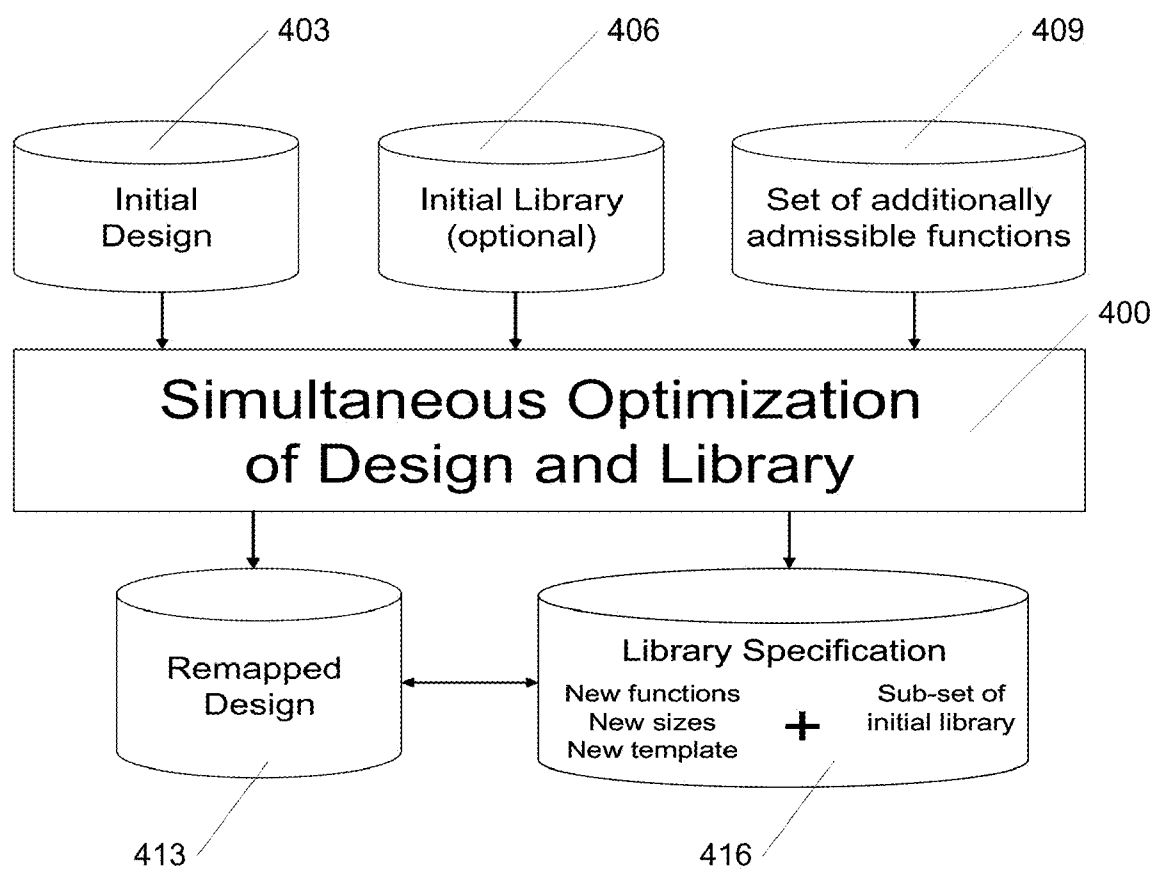 403
406
409
Initial
Design
Initial Library
(optional)
Set of additionally
admissible functions
400
Simultaneous Optimization
of Design and Library
Remapped
Design
Library Specification
New functions
New sizes
New template
+
Sub-set of
initial library
413
416